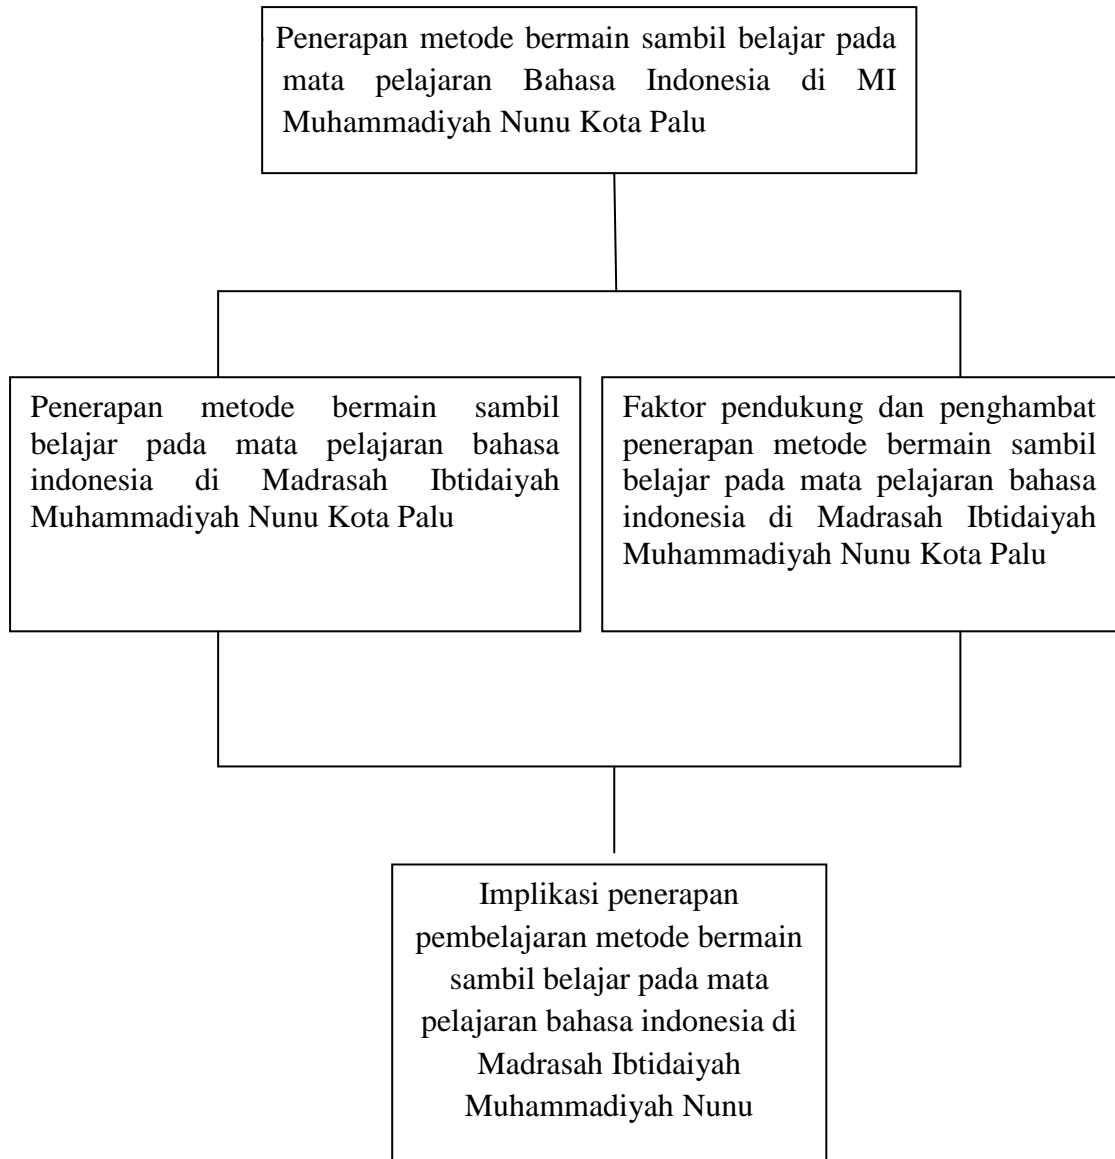 Penerapan metode bermain sambil belajar pada
mata pelajaran Bahasa Indonesia di MI
Muhammadiyah Nunu Kota Palu
Penerapan metode bermain sambil
belajar pada mata pelajaran bahasa
indonesia di Madrasah Ibtidaiyah
Muhammadiyah Nunu Kota Palu
Faktor pendukung dan penghambat
penerapan metode bermain sambil
belajar pada mata pelajaran bahasa
indonesia di Madrasah Ibtidaiyah
Muhammadiyah Nunu Kota Palu
Implikasi penerapan
pembelajaran metode bermain
sambil belajar pada mata
pelajaran bahasa indonesia di
Madrasah Ibtidaiyah
Muhammadiyah Nunu